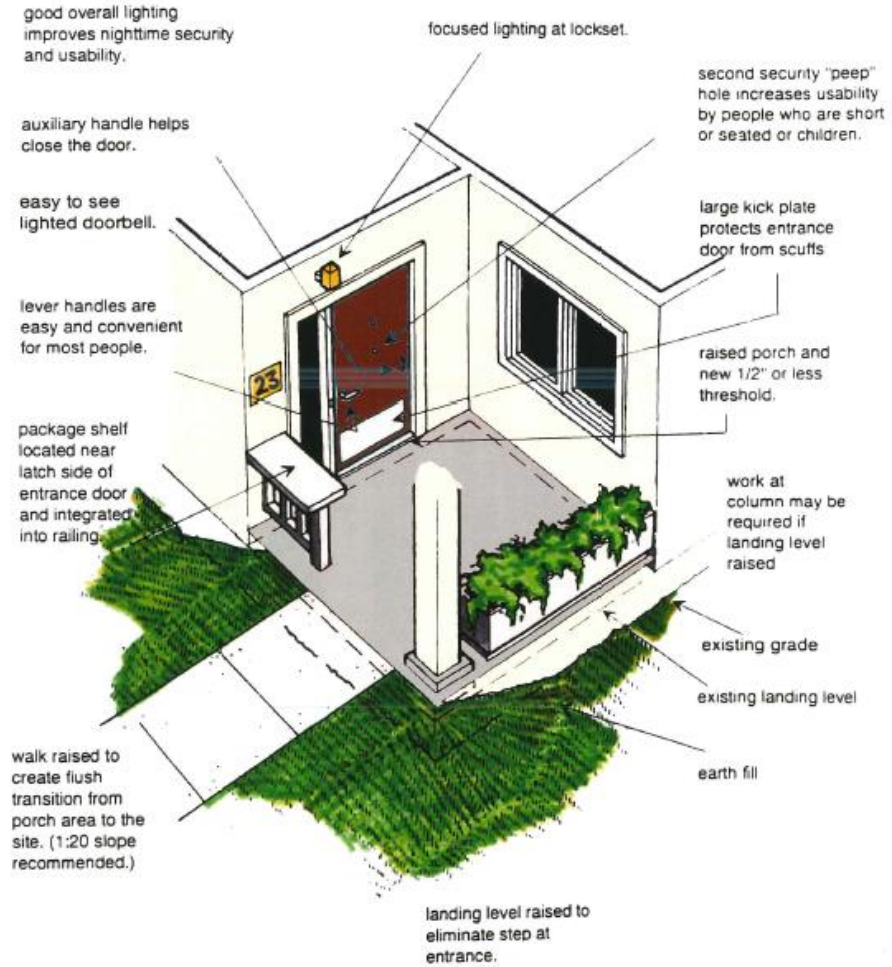 good overall lighting
improves nighttime security
and usability.
focused lighting at lockset.
second security "peep"
hole increases usability
by people who are short
or seated or children.
auxiliary handle helps
close the door.
easy to see
lighted doorbell.
large kick plate
protects entrance
door from scuffs
lever handles are
easy and convenient
for most people.
raised porch and
new 1/2" or less
threshold.
23
package shelf
located near
latch side of
entrance door
and integrated
into railing.
work at
column may be
required if
landing level
raised
existing grade
existing landing level
earth fill
walk raised to
create flush
transition from
porch area to the
site. (1:20 slope
recommended.)
landing level raised to
eliminate step at
entrance.